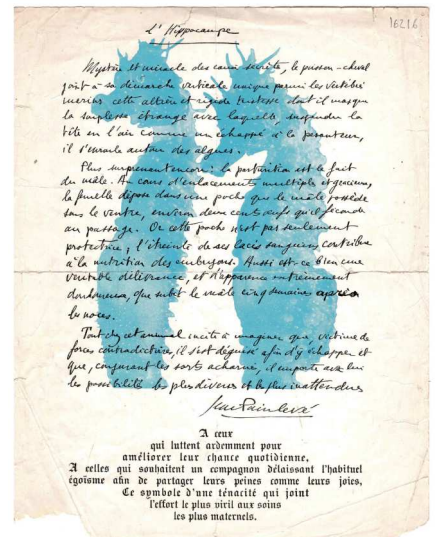 L'Hippocampe
16216
Mystère et miracle des eaux, le poisson-cheval
joint à sa démarche verticale unique parmi les vertébrés
marins cette altière et rigide tristesse dont il masque
la souplesse étrange avec laquelle, suspendu la
tête en l'air comme un échappé à la pesanteur,
il s'enroule autour des algues.
Plus surprenant encore : la parturition est le fait
du mâle. Au cours d'enlacements multiples et gracieux,
la femelle dépose dans une poche que le mâle possède
sous le ventre, environ deux cents œufs qu'il féconde
au passage. Or cette poche n'est pas seulement
protectrice ; l'étreinte de ses lacis sanguins contribue
à la nutrition des embryons. Aussi est-ce bien une
véritable délivrance, et d'apparence extrêmement
douloureuse, que subit le mâle cinq semaines après
les noces.
Tout chez cet animal incite à imaginer que, victime de
forces contradictoires, il s'est déguisé afin d'y échapper et
que, conjurant les sorts acharnés, il emporte avec lui
les possibilités les plus diverses et les plus inattendues
Jean Painlevé
A ceux
qui luttent ardemment pour
améliorer leur chance quotidienne,
A celles qui souhaitent un compagnon délaissant l'habituel
égoïsme afin de partager leurs peines comme leurs joies,
Ce symbole d'une ténacité qui joint
l'effort le plus viril aux soins
les plus maternels.